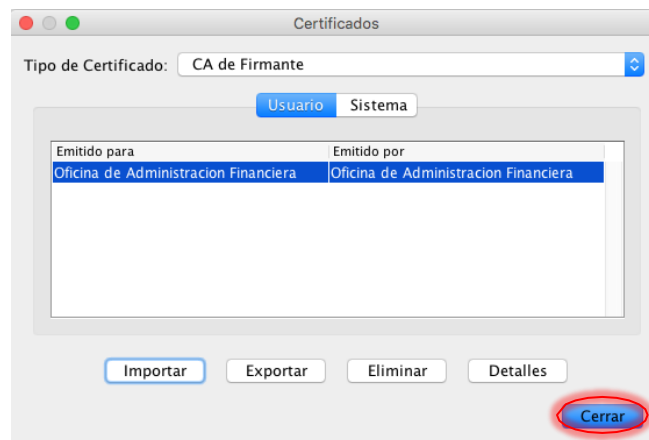 Certificados
Tipo de Certificado: CA de Firmante
Usuario Sistema
Emitido para Emitido por
Oficina de Administracion Financiera Oficina de Administracion Financiera
Importar Exportar Eliminar Detalles
Cerrar